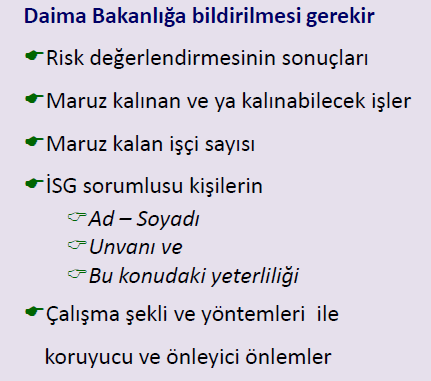 Daima Bakanlığa bildirilmesi gerekir
Risk değerlendirmesinin sonuçları
Maruz kalınan ve ya kalınabilecek işler
Maruz kalan işçi sayısı
İSG sorumlusu kişilerin
Ad – Soyadı
Unvanı ve
Bu konudaki yeterliliği
Çalışma şekli ve yöntemleri ile
koruyucu ve önleyici önlemler